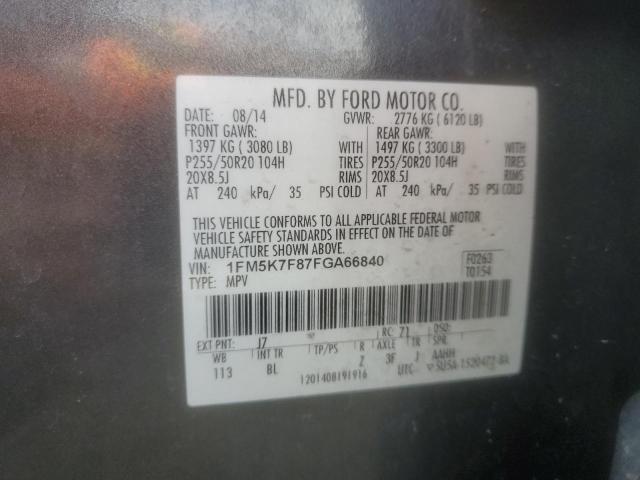 MFD. BY FORD MOTOR CO.
DATE: 08/14 GVWR: 2776 KG ( 6120 LB)
FRONT GAWR: REAR GAWR:
1397 KG ( 3080 LB) WITH 1497 KG ( 3300 LB) WITH
P255/50R20 104H TIRES P255/50R20 104H TIRES
20X8.5J RIMS 20X8.5J RIMS
AT 240 kPa/ 35 PSI COLD AT 240 kPa/ 35 PSI COLD
THIS VEHICLE CONFORMS TO ALL APPLICABLE FEDERAL MOTOR
VEHICLE SAFETY STANDARDS IN EFFECT ON THE DATE OF
MANUFACTURE SHOWN ABOVE.
VIN: 1FM5K7F87FGA66840 F0263
TYPE: MPV T0154
EXT PNT: J7 RC: 71 DSO:
WB INT TR TP/PS R AXLE TR SPR
113 BL Z 3F J AAHH
1201408191916 UTC